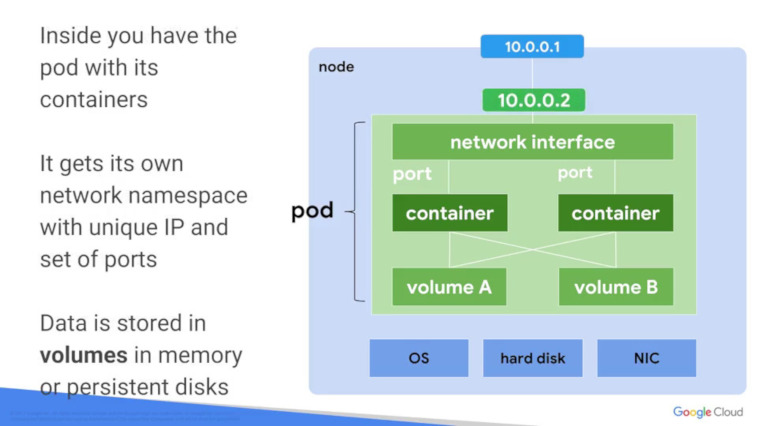 Inside you have the
pod with its
containers
It gets its own
network namespace
with unique IP and
set of ports
Data is stored in
volumes in memory
or persistent disks
10.0.0.1
node
10.0.0.2
network interface
port
port
pod
container
container
volume A
volume B
OS
hard disk
NIC
Google Cloud